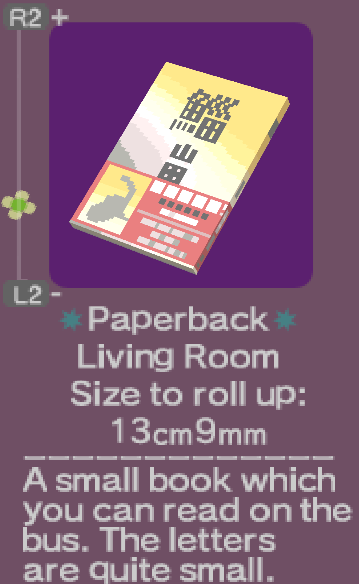 R2 +
L2 -
Paperback
Living Room
Size to roll up:
13cm9mm
A small book which
you can read on the
bus. The letters
are quite small.